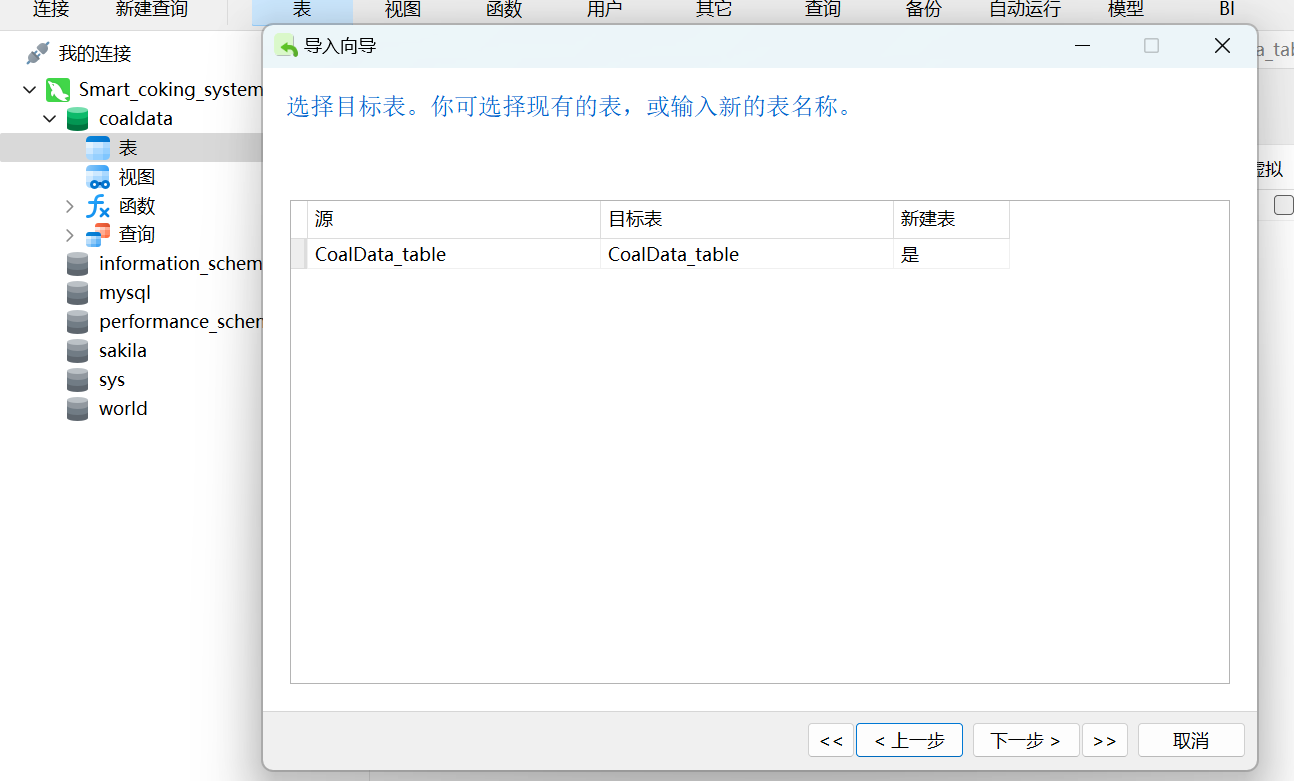 连接 新建查询 表 视图 函数 用户 其它 查询 备份 自动运行 模型 BI
我的连接
Smart_coking_system
coaldata
表
视图
函数
查询
information_schem
mysql
performance_schem
sakila
sys
world
导入向导
选择目标表。你可选择现有的表，或输入新的表名称。
源 目标表 新建表
CoalData_table CoalData_table 是
<< < 上一步 下一步 > >> 取消
a_tab
虚拟